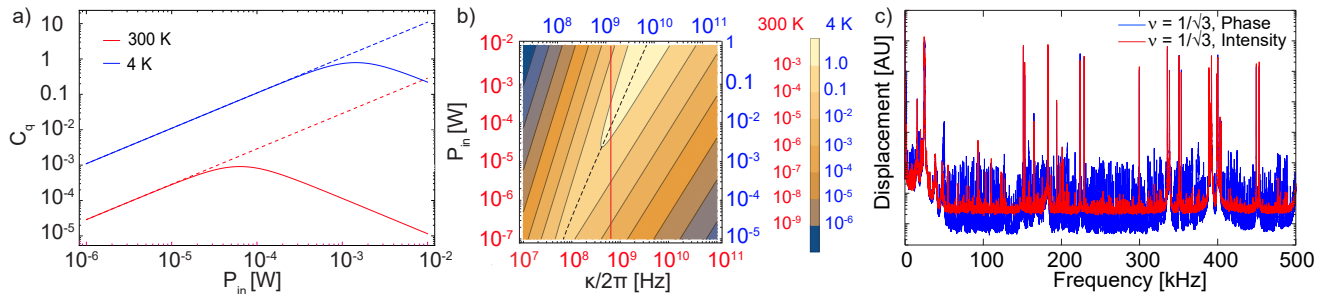 a)
C_q
10
1
0.1
10⁻²
10⁻³
10⁻⁴
10⁻⁵
300 K
4 K
10⁻⁶
10⁻⁵
10⁻⁴
10⁻³
10⁻²
P_in [W]
b)
10⁸ 10⁹ 10¹⁰ 10¹¹
300 K 4 K
P_in [W]
10⁻²
10⁻³
10⁻⁴
10⁻⁵
10⁻⁶
10⁻⁷
1
0.1
10⁻²
10⁻³
10⁻⁴
10⁻⁵
10⁷ 10⁸ 10⁹ 10¹⁰ 10¹¹
κ/2π [Hz]
10⁻³ 1.0
10⁻⁴ 0.1
10⁻⁵ 10⁻²
10⁻⁶ 10⁻³
10⁻⁷ 10⁻⁴
10⁻⁸ 10⁻⁵
10⁻⁹ 10⁻⁶
c)
Displacement [AU]
ν = 1/√3, Phase
ν = 1/√3, Intensity
0 100 200 300 400 500
Frequency [kHz]